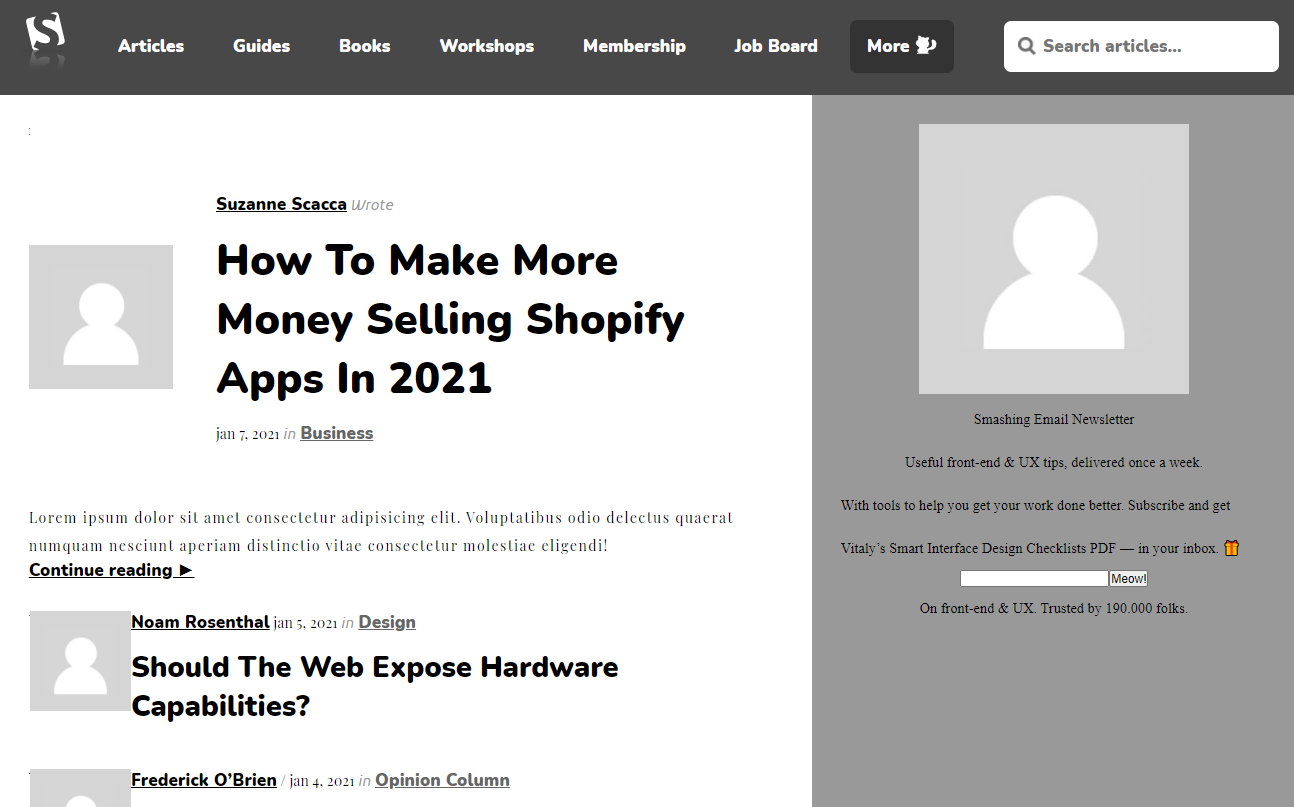 S
Articles Guides Books Workshops Membership Job Board More Search articles...
:
Suzanne Scacca Wrote
How To Make More
Money Selling Shopify
Apps In 2021
jan 7, 2021 in Business
Lorem ipsum dolor sit amet consectetur adipisicing elit. Voluptatibus odio delectus quaerat
numquam nesciunt aperiam distinctio vitae consectetur molestiae eligendi!
Continue reading ►
Noam Rosenthal jan 5, 2021 in Design
Should The Web Expose Hardware
Capabilities?
Frederick O’Brien / jan 4, 2021 in Opinion Column
Smashing Email Newsletter
Useful front-end & UX tips, delivered once a week.
With tools to help you get your work done better. Subscribe and get
Vitaly’s Smart Interface Design Checklists PDF — in your inbox. 🎁
Meow!
On front-end & UX. Trusted by 190.000 folks.